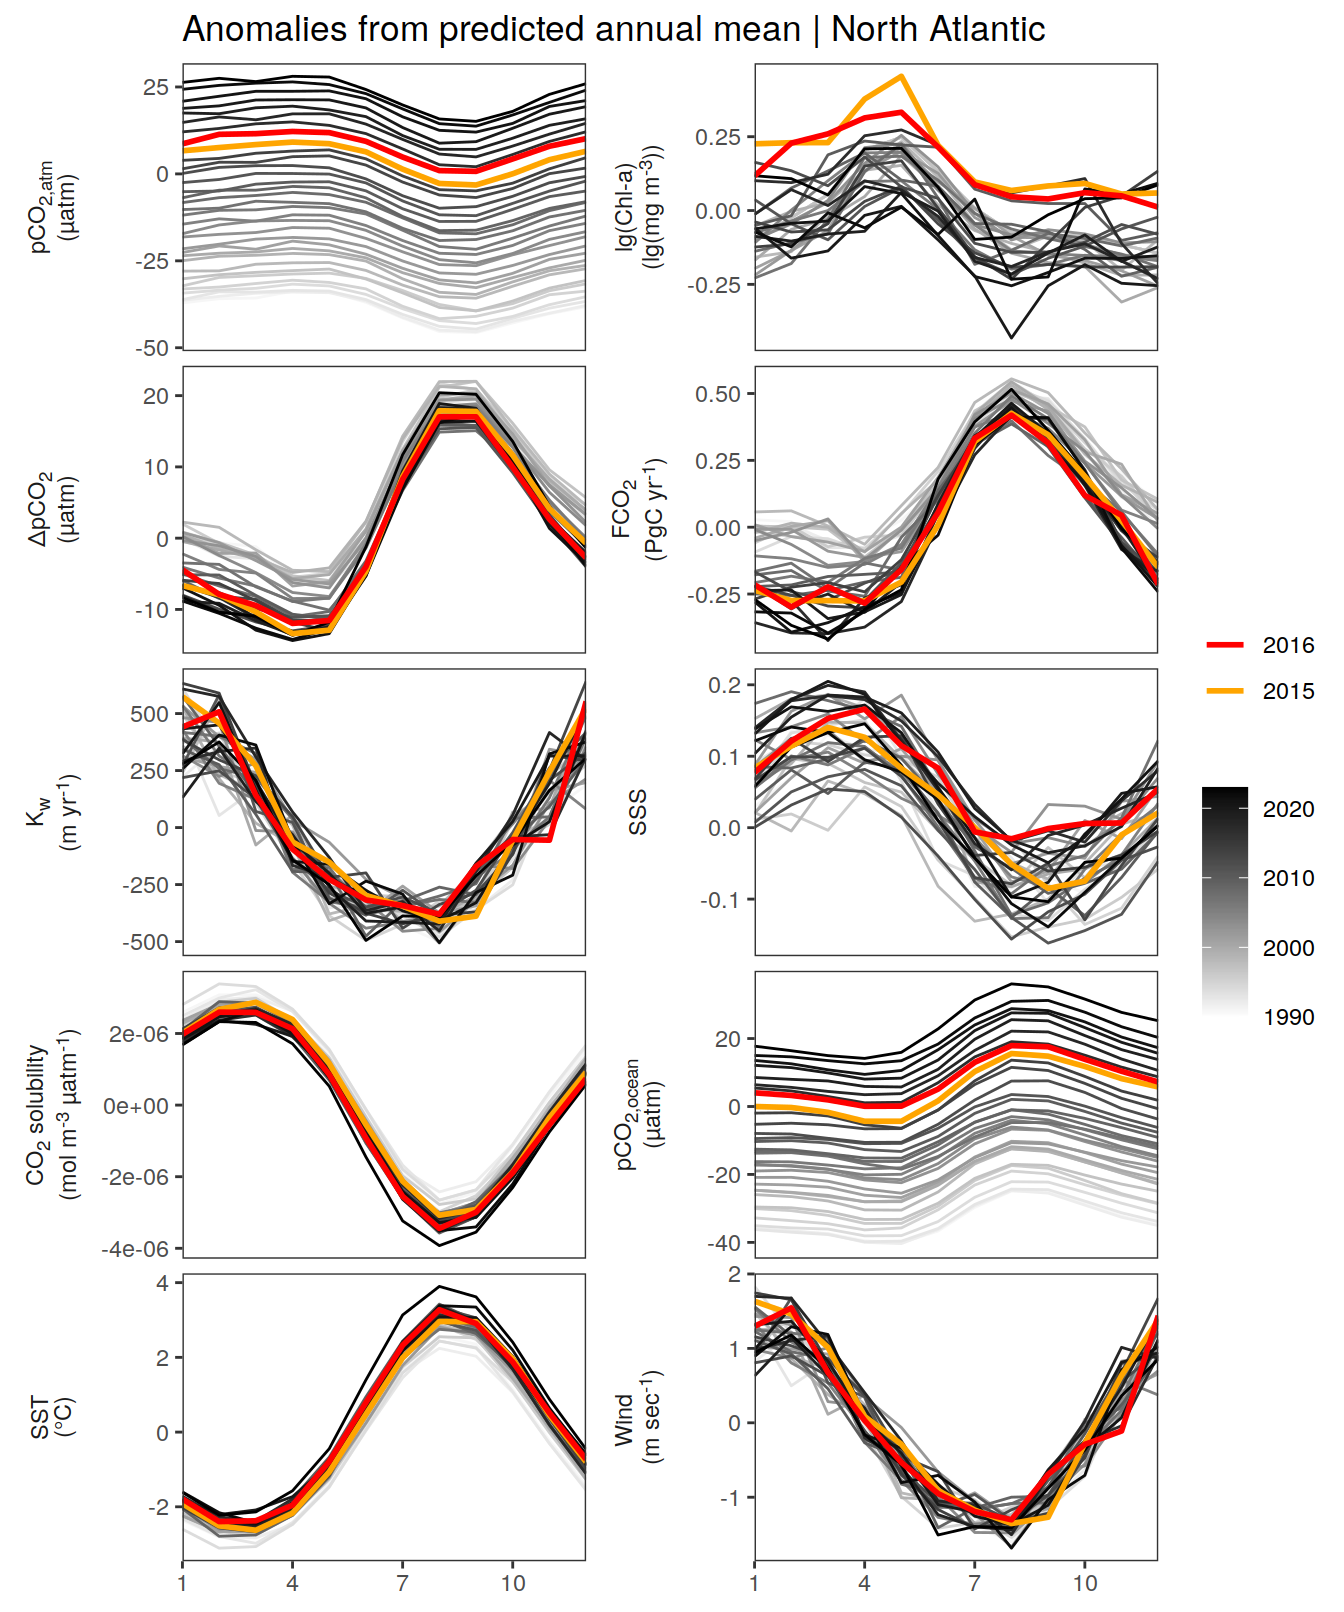 Anomalies from predicted annual mean | North Atlantic
pCO2,atm
(µatm)
25
0
-25
-50
lg(Chl-a)
(lg(mg m-3))
0.25
0.00
-0.25
ΔpCO2
(µatm)
20
10
0
-10
FCO2
(PgC yr-1)
0.50
0.25
0.00
-0.25
Kw
(m yr-1)
500
250
0
-250
-500
SSS
0.2
0.1
0.0
-0.1
CO2 solubility
(mol m-3 µatm-1)
2e-06
0e+00
-2e-06
-4e-06
pCO2,ocean
(µatm)
20
0
-20
-40
SST
(°C)
4
2
0
-2
1
4
7
10
Wind
(m sec-1)
2
1
0
-1
1
4
7
10
2016
2015
2020
2010
2000
1990